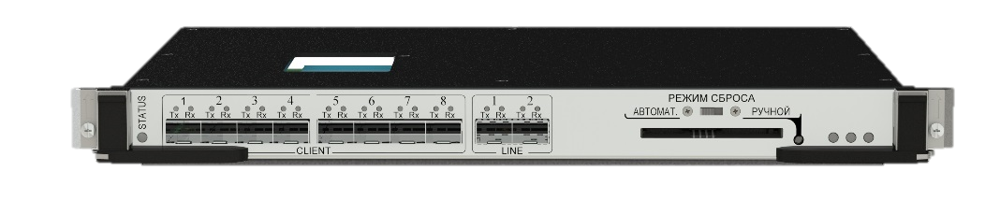 STATUS
1 2 3 4 5 6 7 8
Tx Rx Tx Rx Tx Rx Tx Rx Tx Rx Tx Rx Tx Rx Tx Rx
CLIENT
1 2
Tx Rx Tx Rx
LINE
РЕЖИМ СБРОСА
АВТОМАТ. РУЧНОЙ